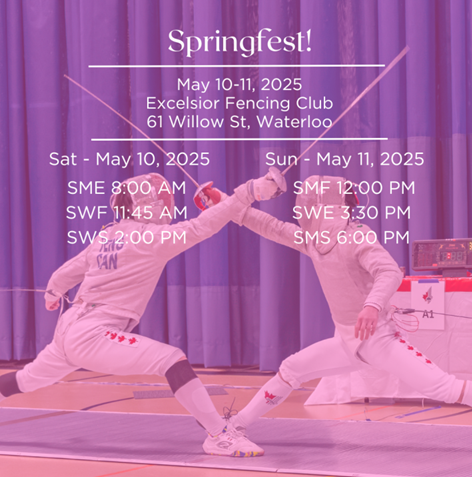 Springfest!
May 10-11, 2025
Excelsior Fencing Club
61 Willow St, Waterloo
Sat - May 10, 2025
SME 8:00 AM
SWF 11:45 AM
SWS 2:00 PM
Sun - May 11, 2025
SMF 12:00 PM
SWE 3:30 PM
SMS 6:00 PM
CAN
A1